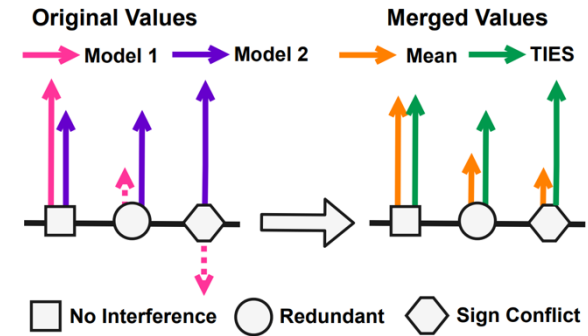 Original Values
Merged Values
Model 1
Model 2
Mean
TIES
No Interference
Redundant
Sign Conflict